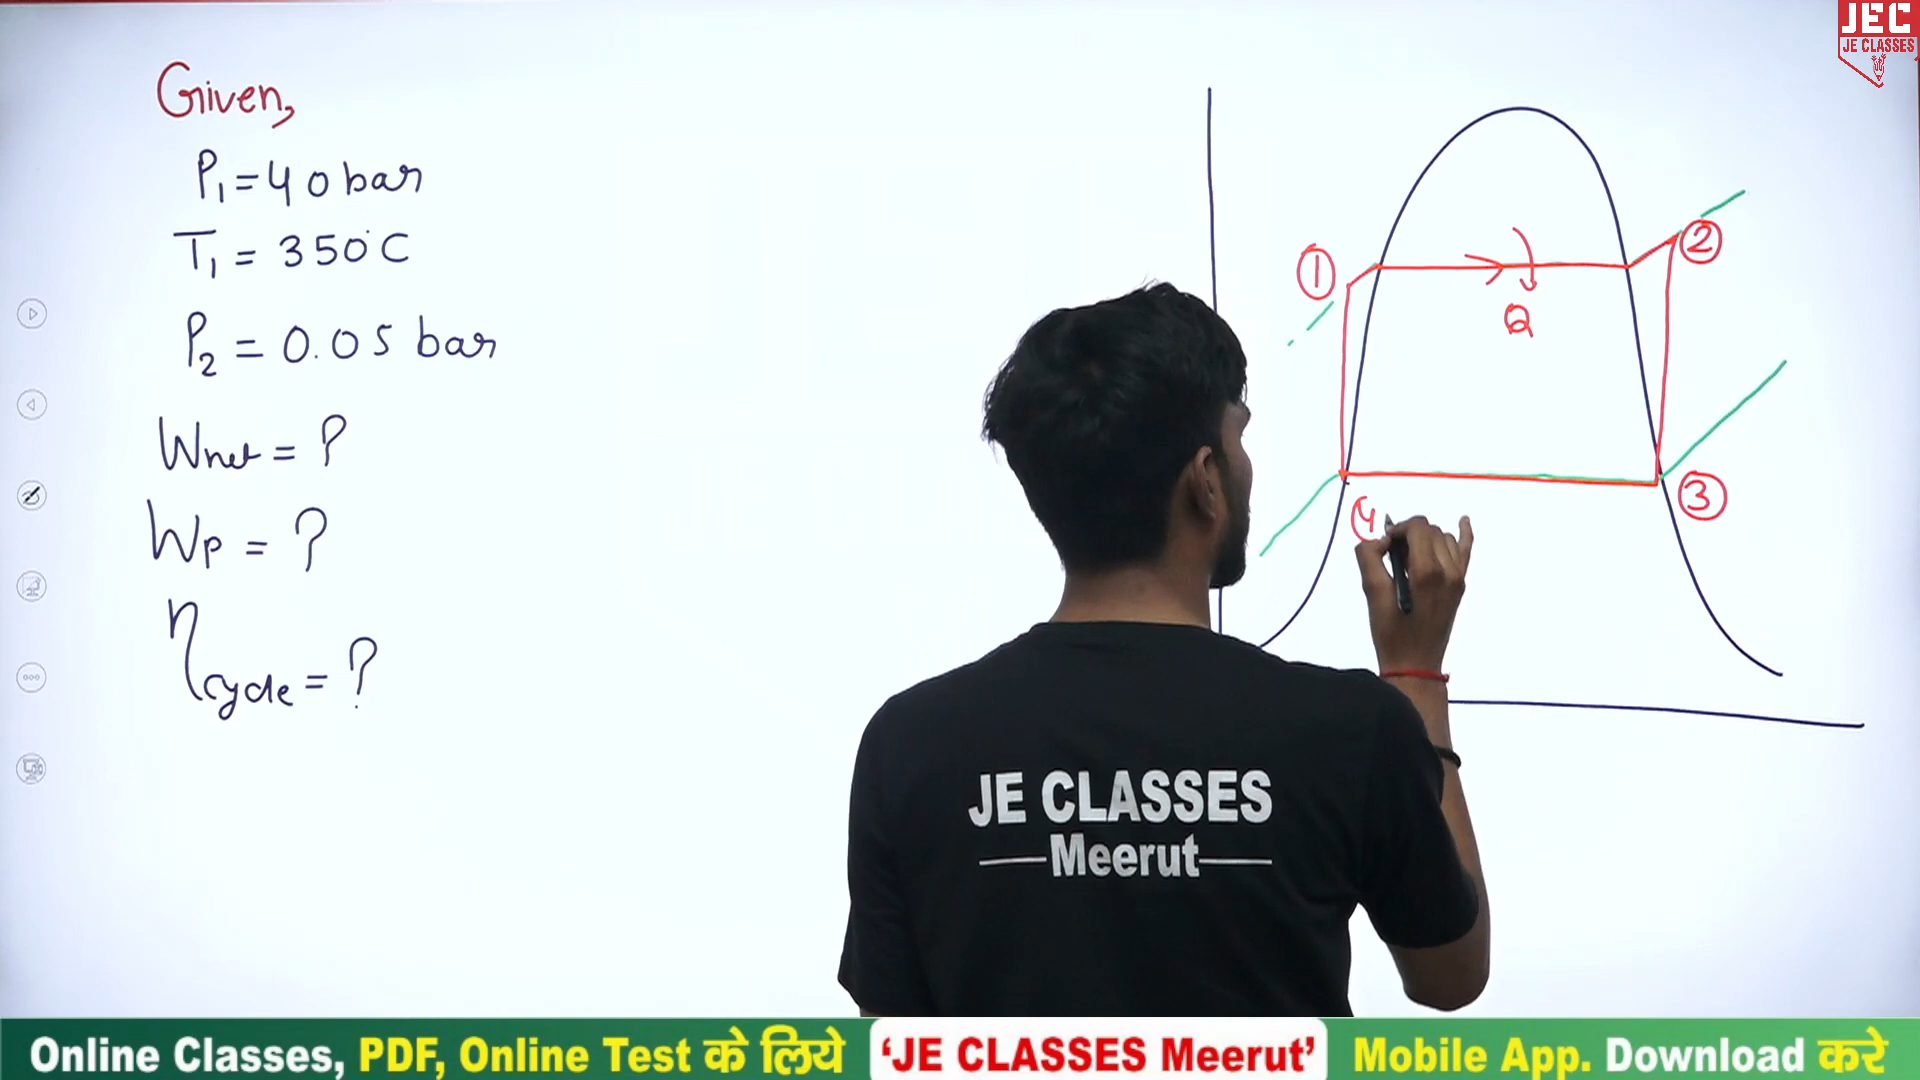 JEC
JE CLASSES
Given,
P₁ = 40 bar
T₁ = 350°C
P₂ = 0.05 bar
Wnet = ?
Wp = ?
ηcycle = ?
①
②
Q
③
4
JE CLASSES
Meerut
Online Classes, PDF, Online Test के लिये 'JE CLASSES Meerut' Mobile App. Download करे